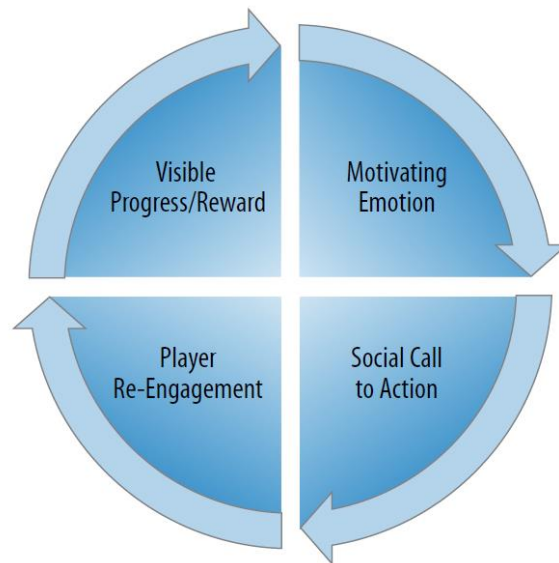 Visible
Progress/Reward
Motivating
Emotion
Player
Re-Engagement
Social Call
to Action